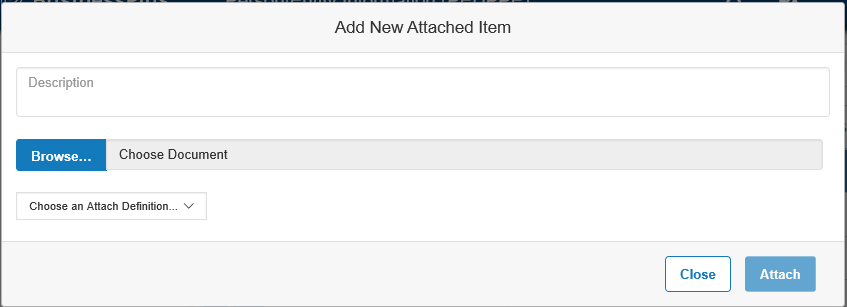 Add New Attached Item
Description
Browse...
Choose Document
Choose an Attach Definition...
Close
Attach